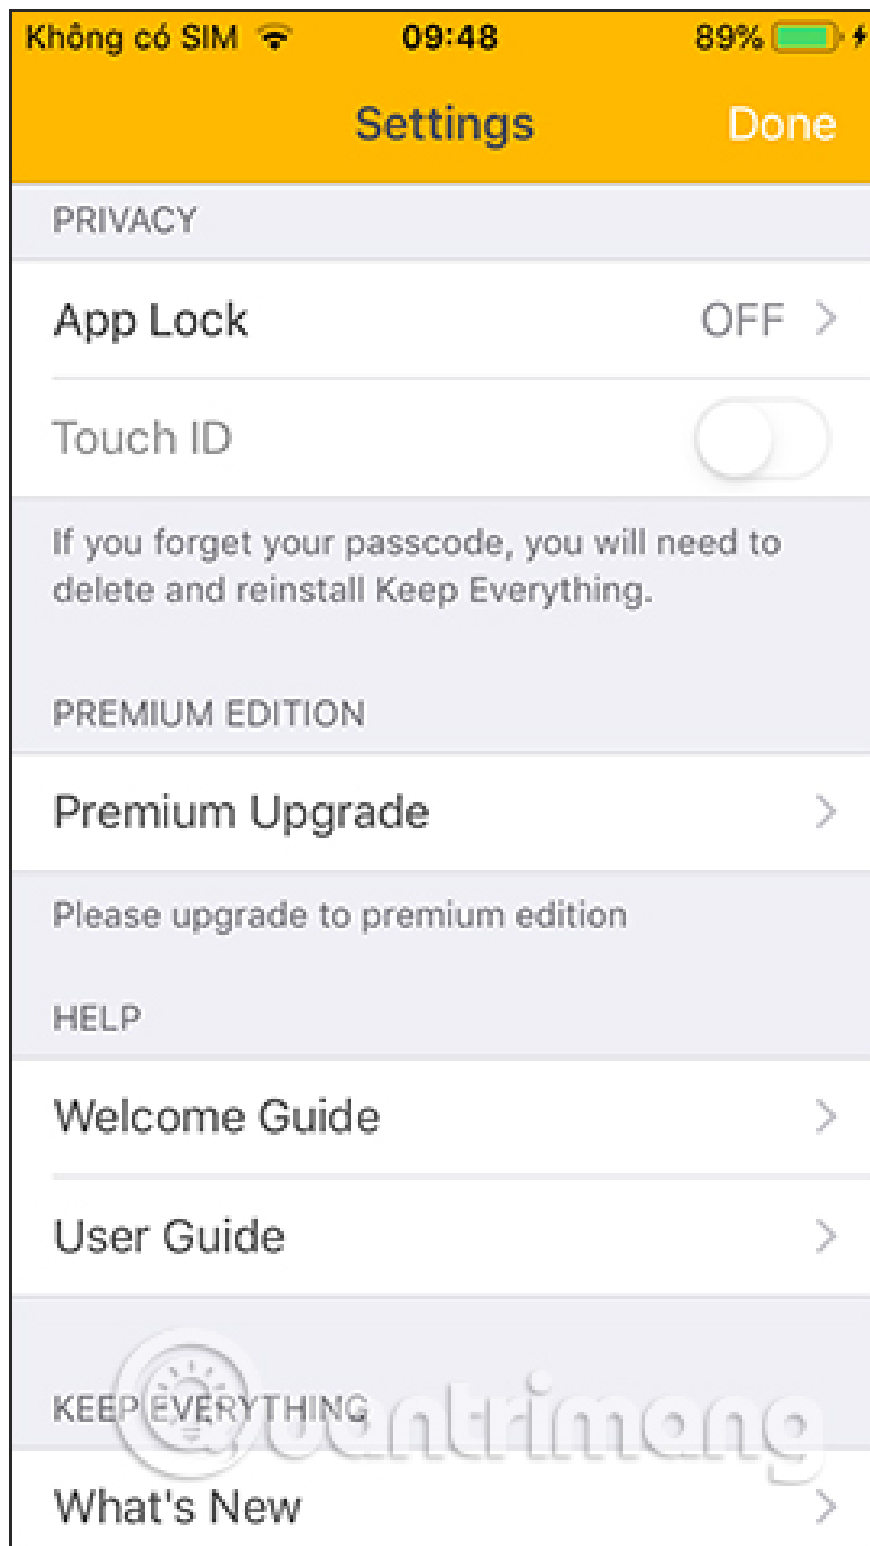 Không có SIM 09:48 89%
Settings Done
PRIVACY
App Lock OFF
Touch ID
If you forget your passcode, you will need to
delete and reinstall Keep Everything.
PREMIUM EDITION
Premium Upgrade
Please upgrade to premium edition
HELP
Welcome Guide
User Guide
KEEP EVERYTHING
Quantrimang
What's New